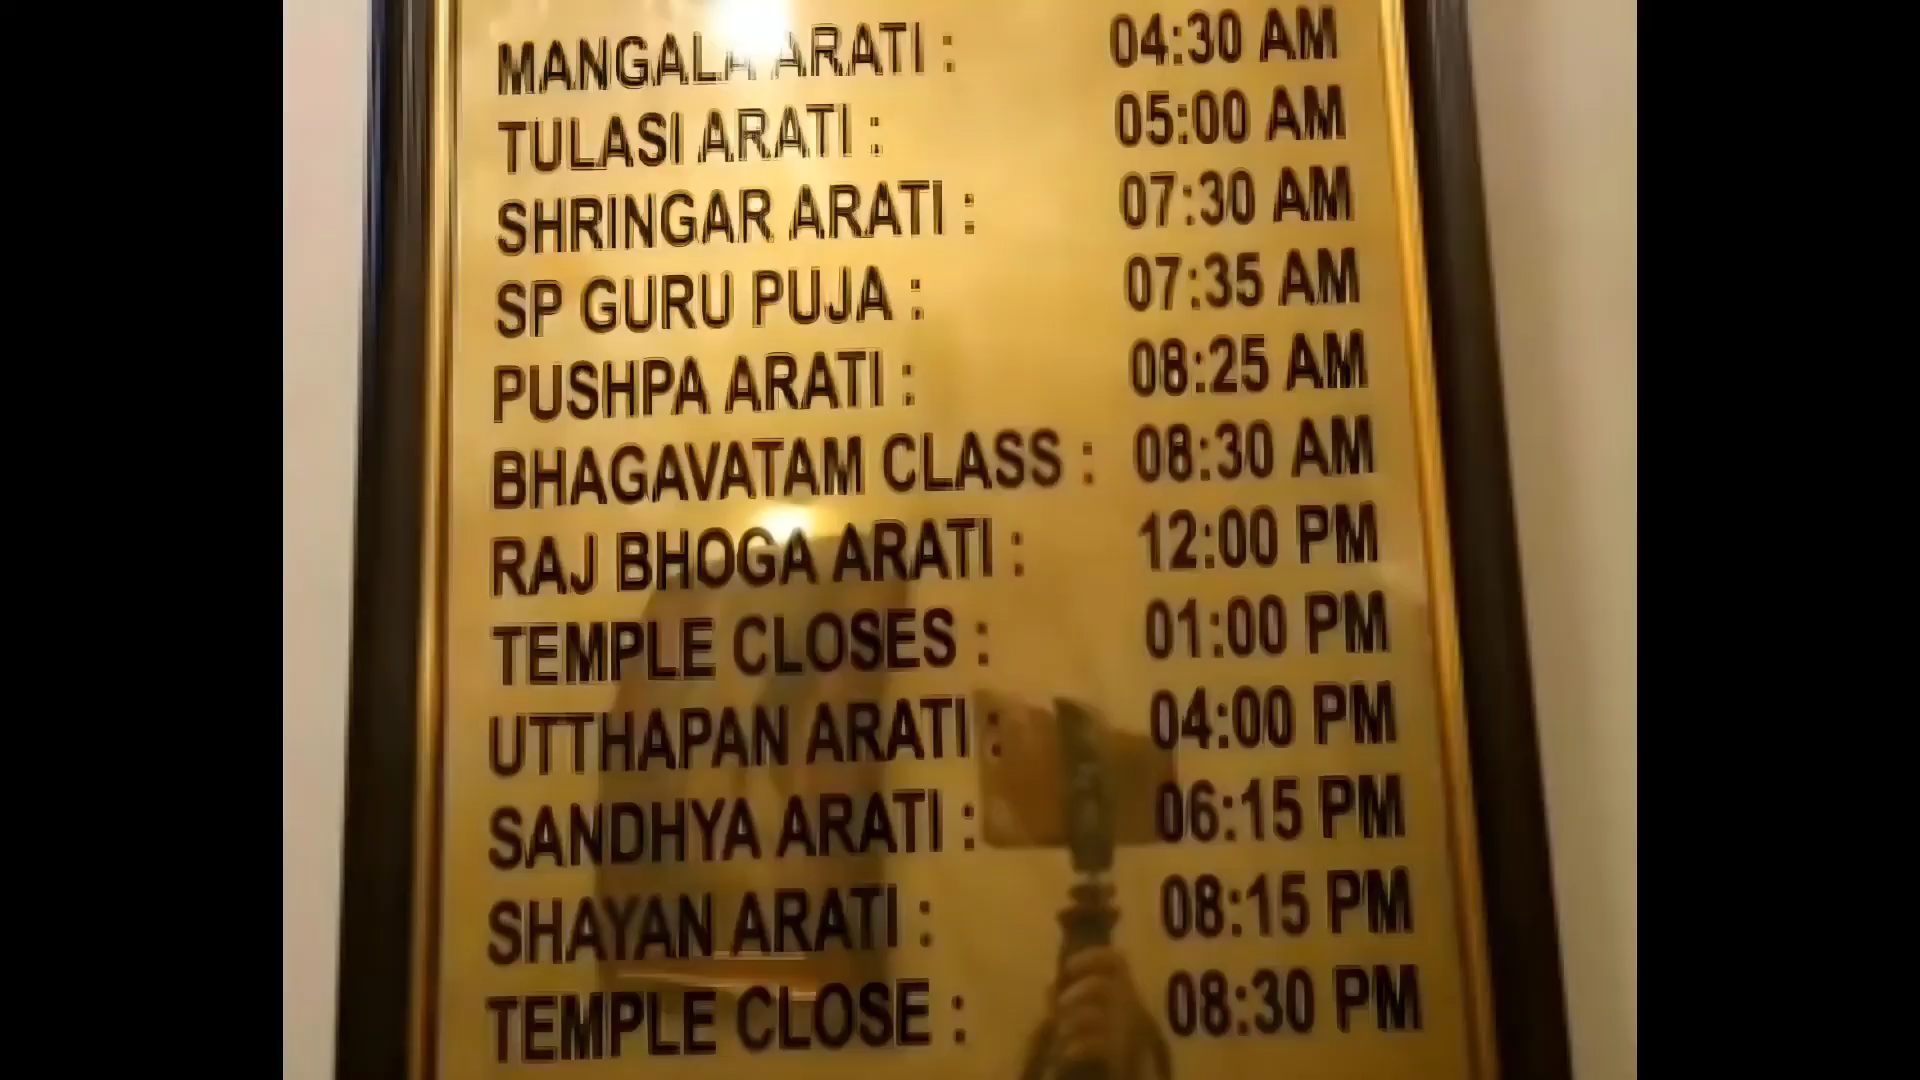 MANGALA ARATI : 04:30 AM
TULASI ARATI : 05:00 AM
SHRINGAR ARATI : 07:30 AM
SP GURU PUJA : 07:35 AM
PUSHPA ARATI : 08:25 AM
BHAGAVATAM CLASS : 08:30 AM
RAJ BHOGA ARATI : 12:00 PM
TEMPLE CLOSES : 01:00 PM
UTTHAPAN ARATI : 04:00 PM
SANDHYA ARATI : 06:15 PM
SHAYAN ARATI : 08:15 PM
TEMPLE CLOSE : 08:30 PM